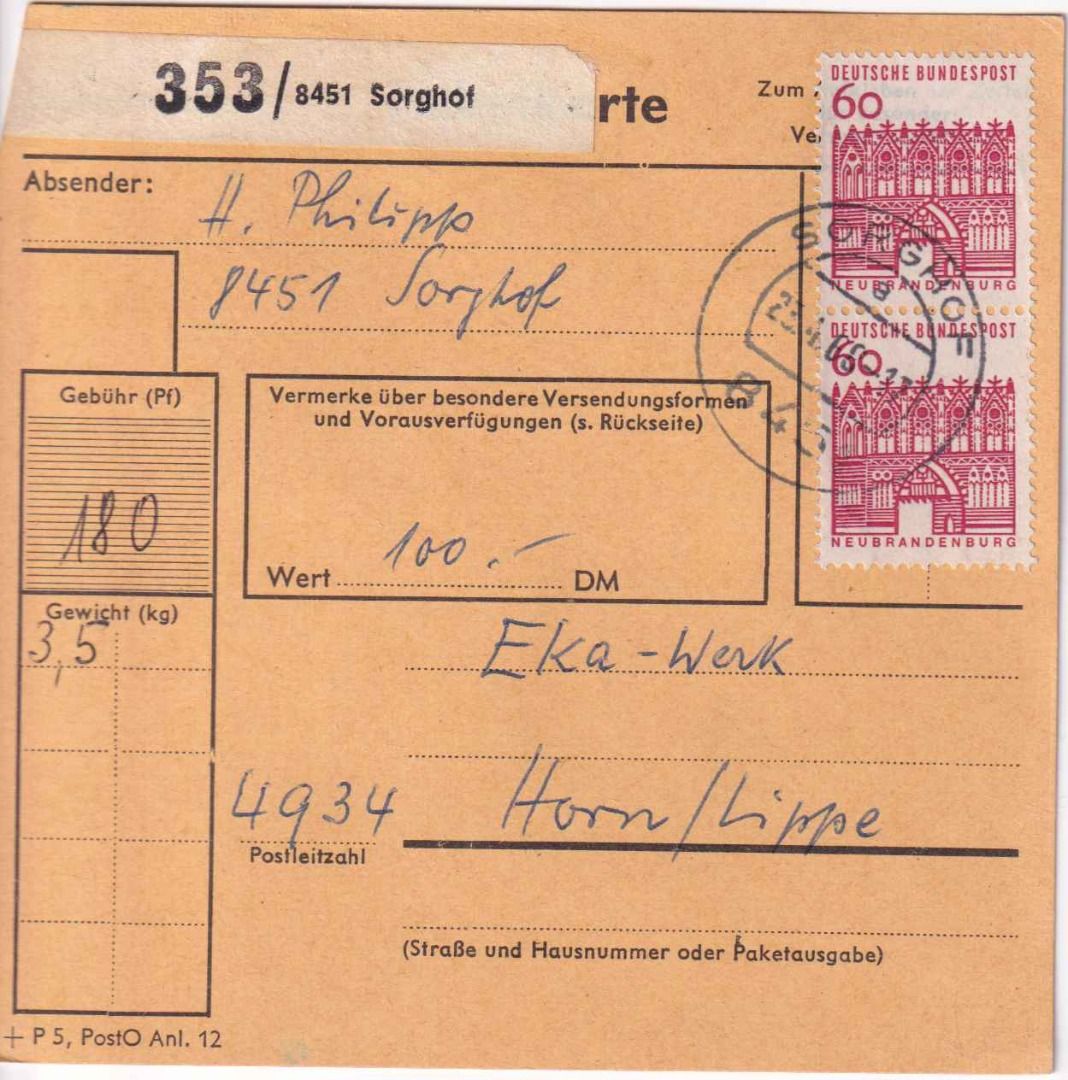 353/8451 Sorghof
rte
Zum
Ve
DEUTSCHE BUNDESPOST
60
NEUBRANDENBURG
DEUTSCHE BUNDESPOST
60
NEUBRANDENBURG
SORGHOF
a
Absender:
H. Philipp
8451 Sorghof
Gebühr (Pf)
180
Vermerke über besondere Versendungsformen
und Vorausverfügungen (s. Rückseite)
Wert 100.- DM
Gewicht (kg)
3,5
Eka-Werk
4934 Horn/Lippe
Postleitzahl
(Straße und Hausnummer oder Paketausgabe)
+ P 5, PostO Anl. 12